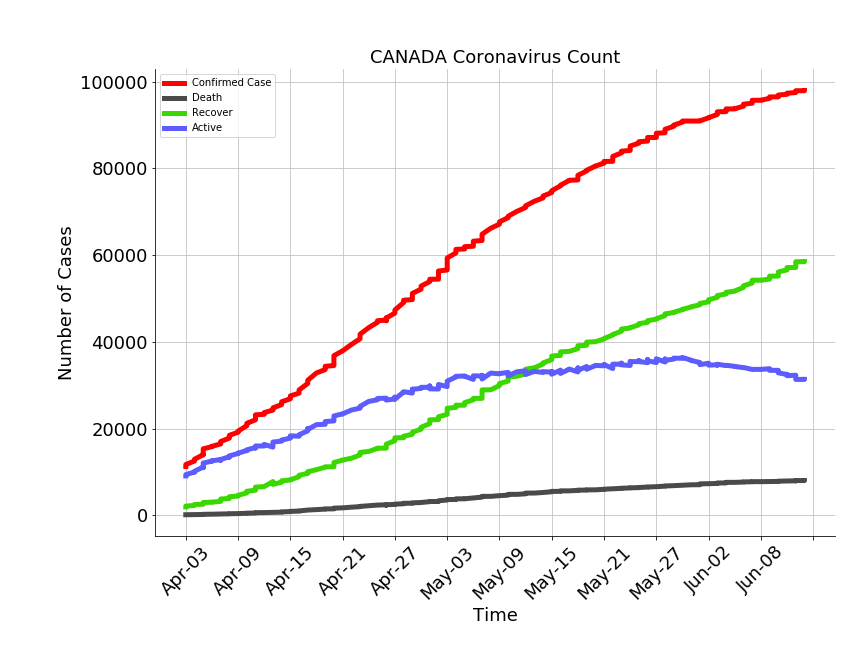 CANADA Coronavirus Count
Confirmed Case
Death
Recover
Active
Number of Cases
100000
80000
60000
40000
20000
0
Apr-03
Apr-09
Apr-15
Apr-21
Apr-27
May-03
May-09
May-15
May-21
May-27
Jun-02
Jun-08
Time